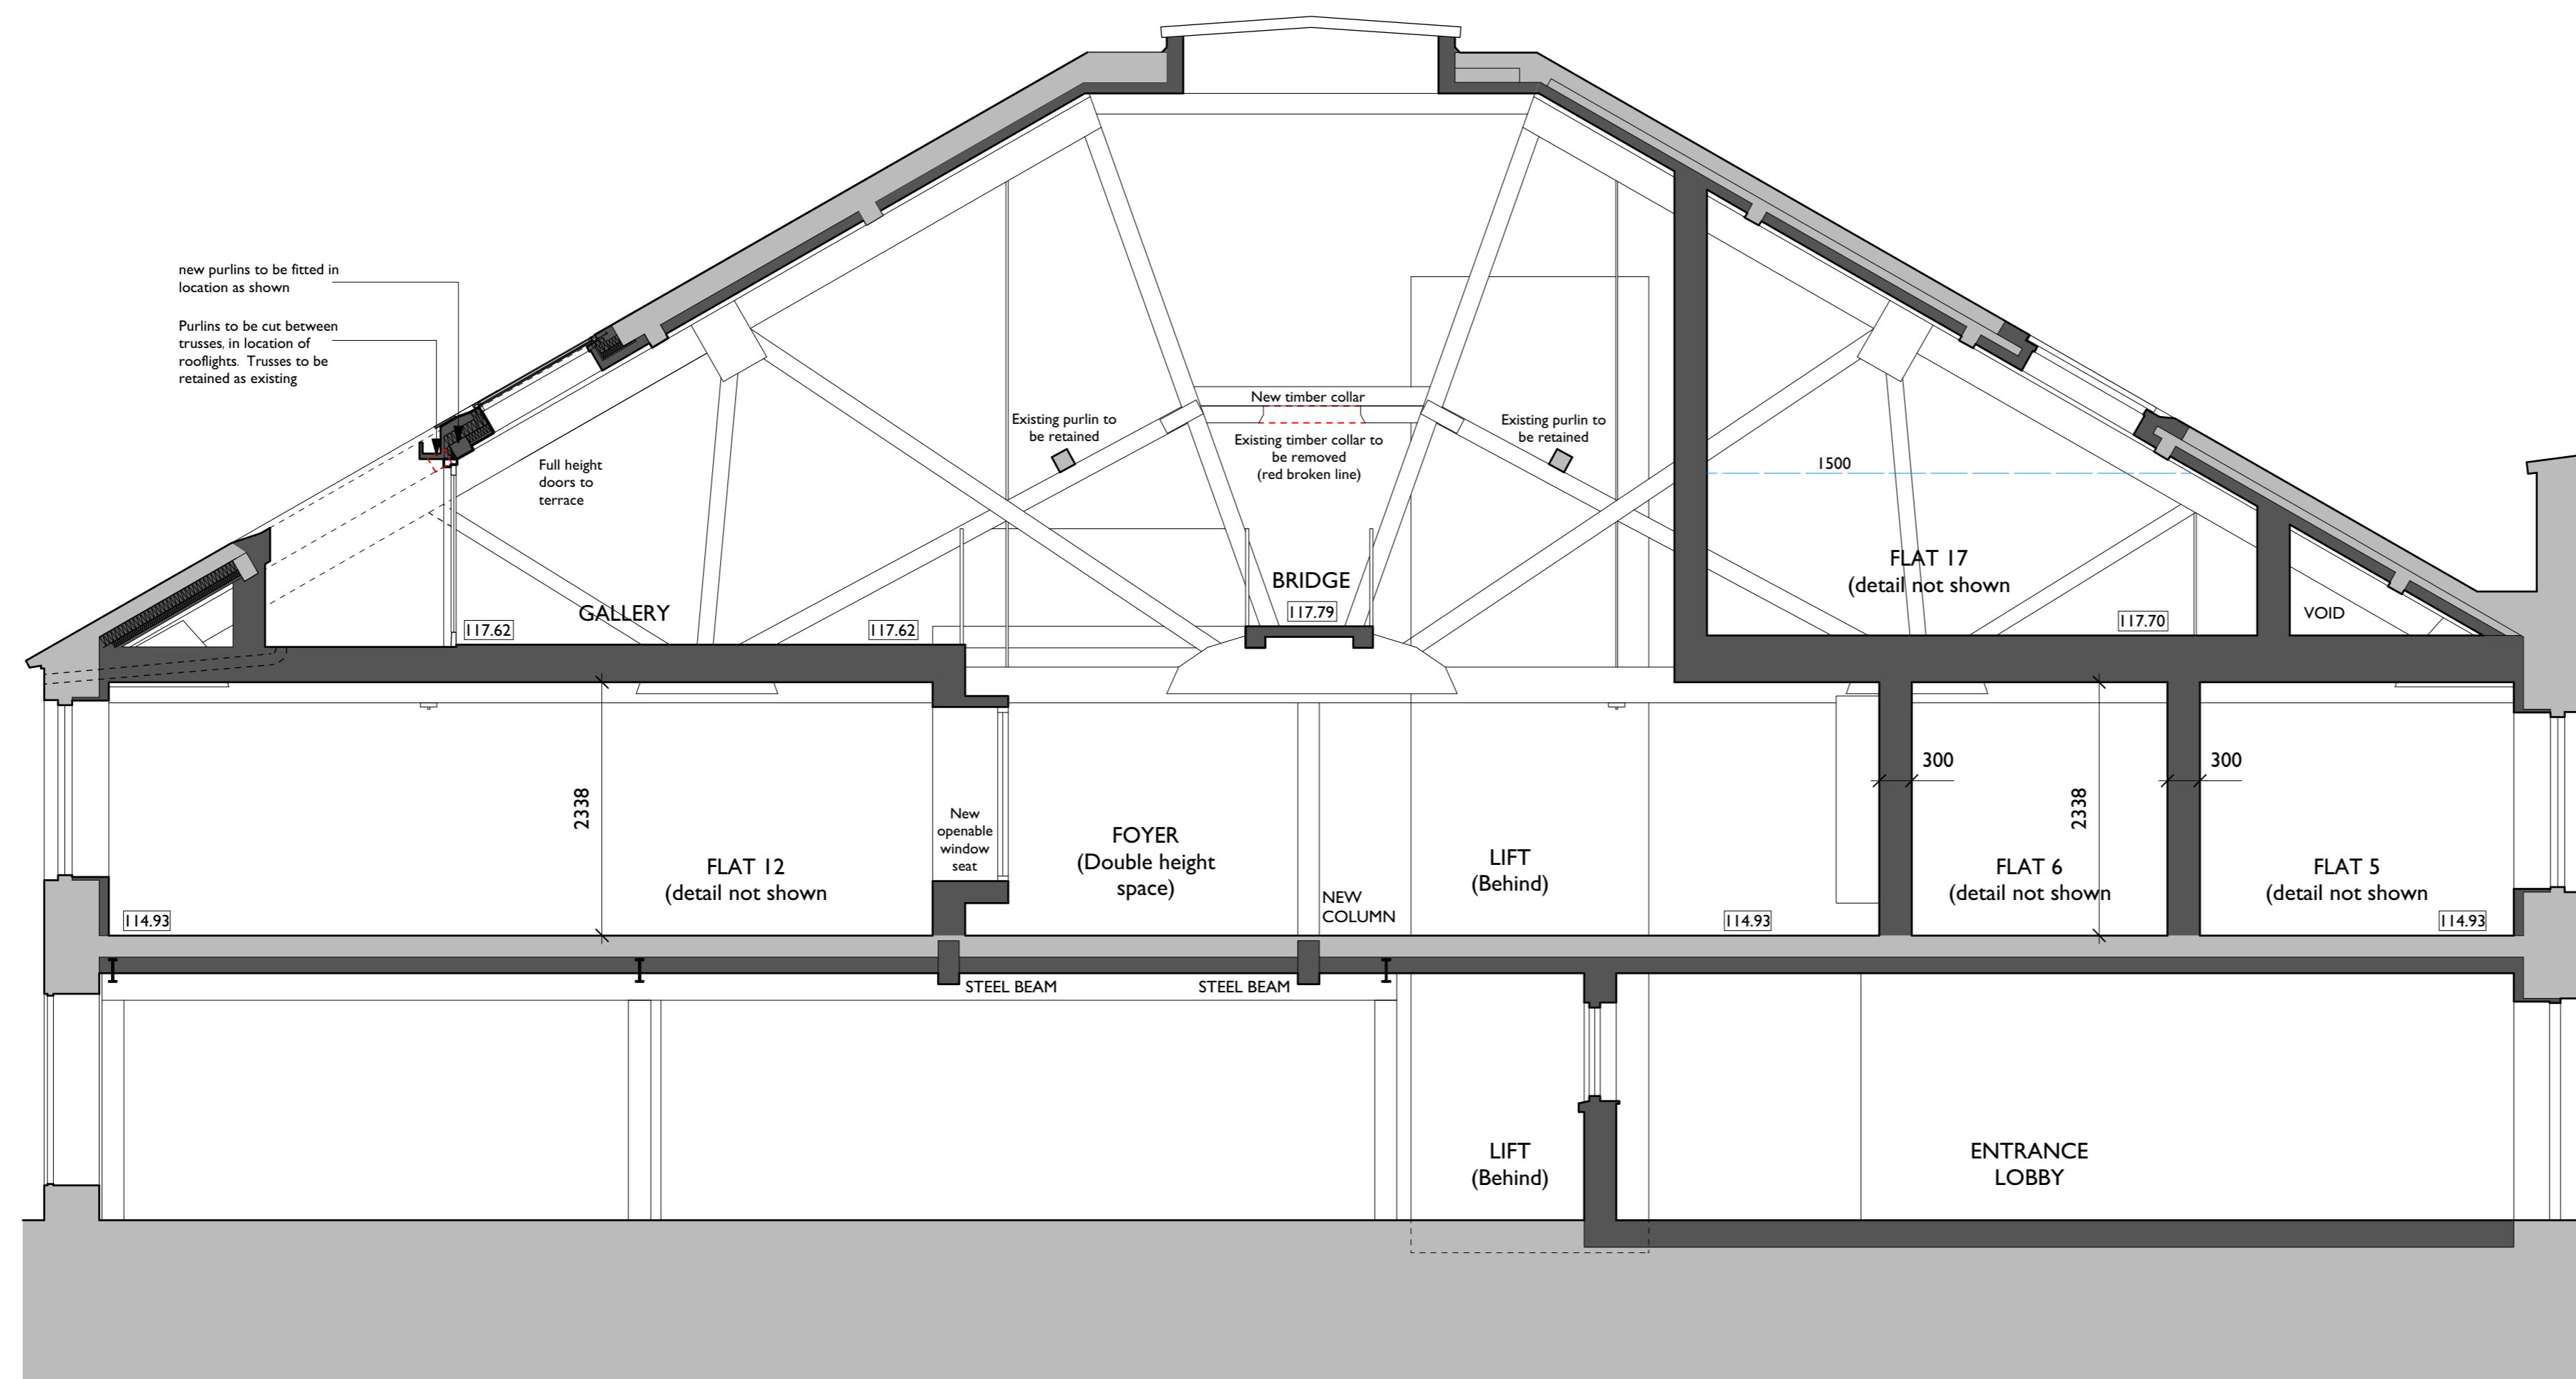 new purlins to be fitted in
location as shown
Purlins to be cut between
trusses, in location of
rooflights. Trusses to be
retained as existing
Full height
doors to
terrace
Existing purlin to
be retained
New timber collar
Existing timber collar to
be removed
(red broken line)
Existing purlin to
be retained
1500
GALLERY
117.62
117.62
BRIDGE
117.79
FLAT 17
(detail not shown
117.70
VOID
2338
FLAT 12
(detail not shown
114.93
New
openable
window
seat
FOYER
(Double height
space)
NEW
COLUMN
LIFT
(Behind)
114.93
300
2338
FLAT 6
(detail not shown
300
FLAT 5
(detail not shown
114.93
STEEL BEAM
STEEL BEAM
LIFT
(Behind)
ENTRANCE
LOBBY